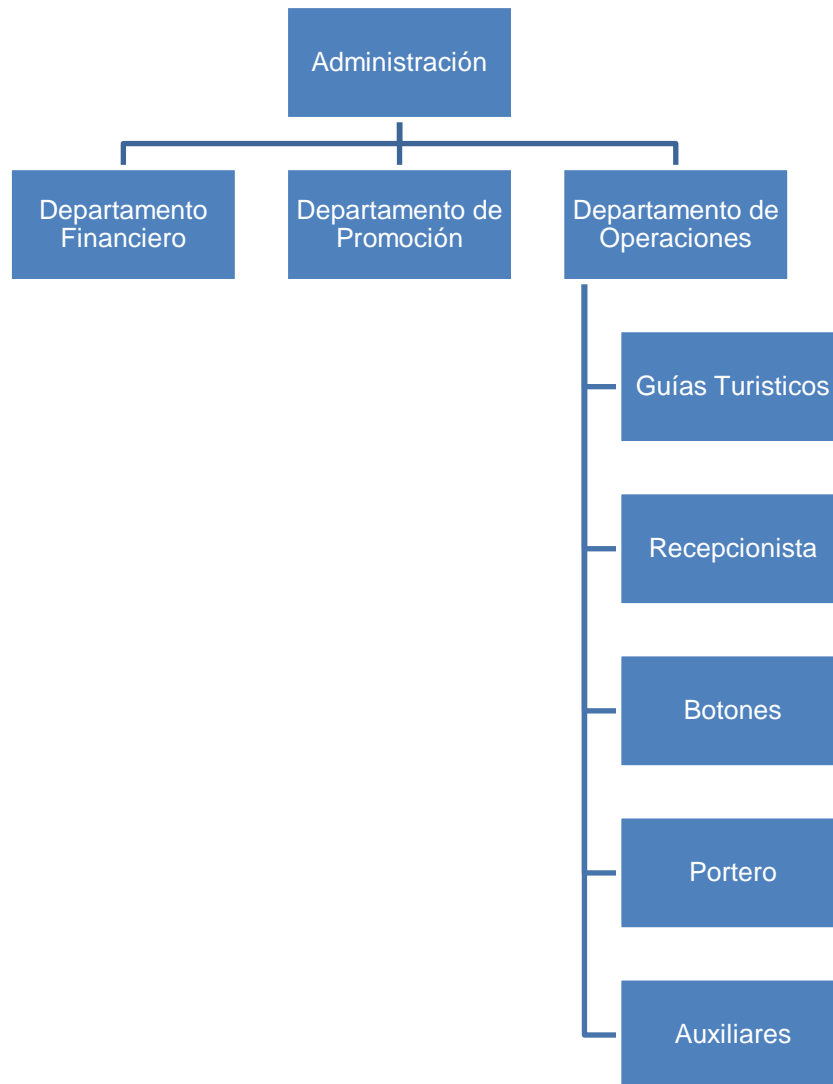 Administración
Departamento
Financiero
Departamento de
Promoción
Departamento de
Operaciones
Guías Turisticos
Recepcionista
Botones
Portero
Auxiliares